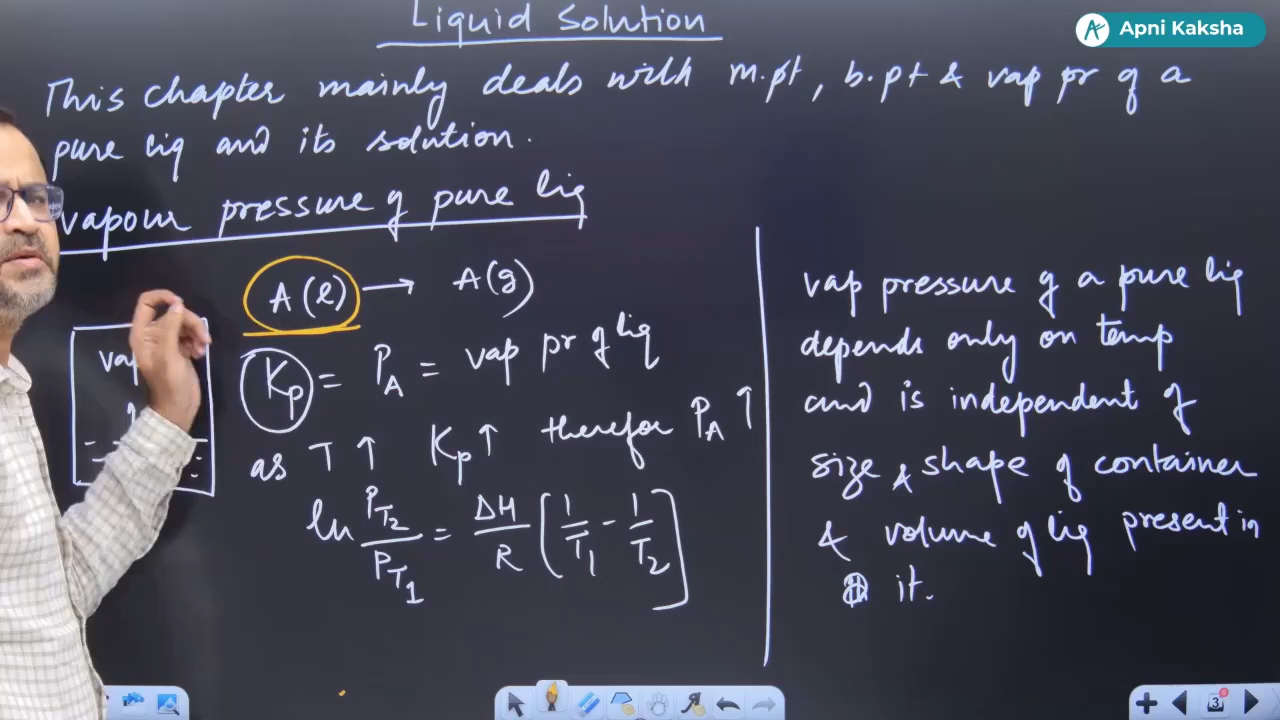 Liquid Solution
Apni Kaksha
This chapter mainly deals with m.pt, b.pt & vap pr of a
pure liq and its solution.
vapour pressure of pure liq
A(l) → A(g)
vap
Kp = PA = vap pr of liq
as T ↑ Kp ↑ therefor PA ↑
ln PT2/PT1 = ΔH/R [1/T1 - 1/T2]
vap pressure of a pure liq
depends only on temp
and is independent of
size & shape of container
& volume of liq present in
it.
3